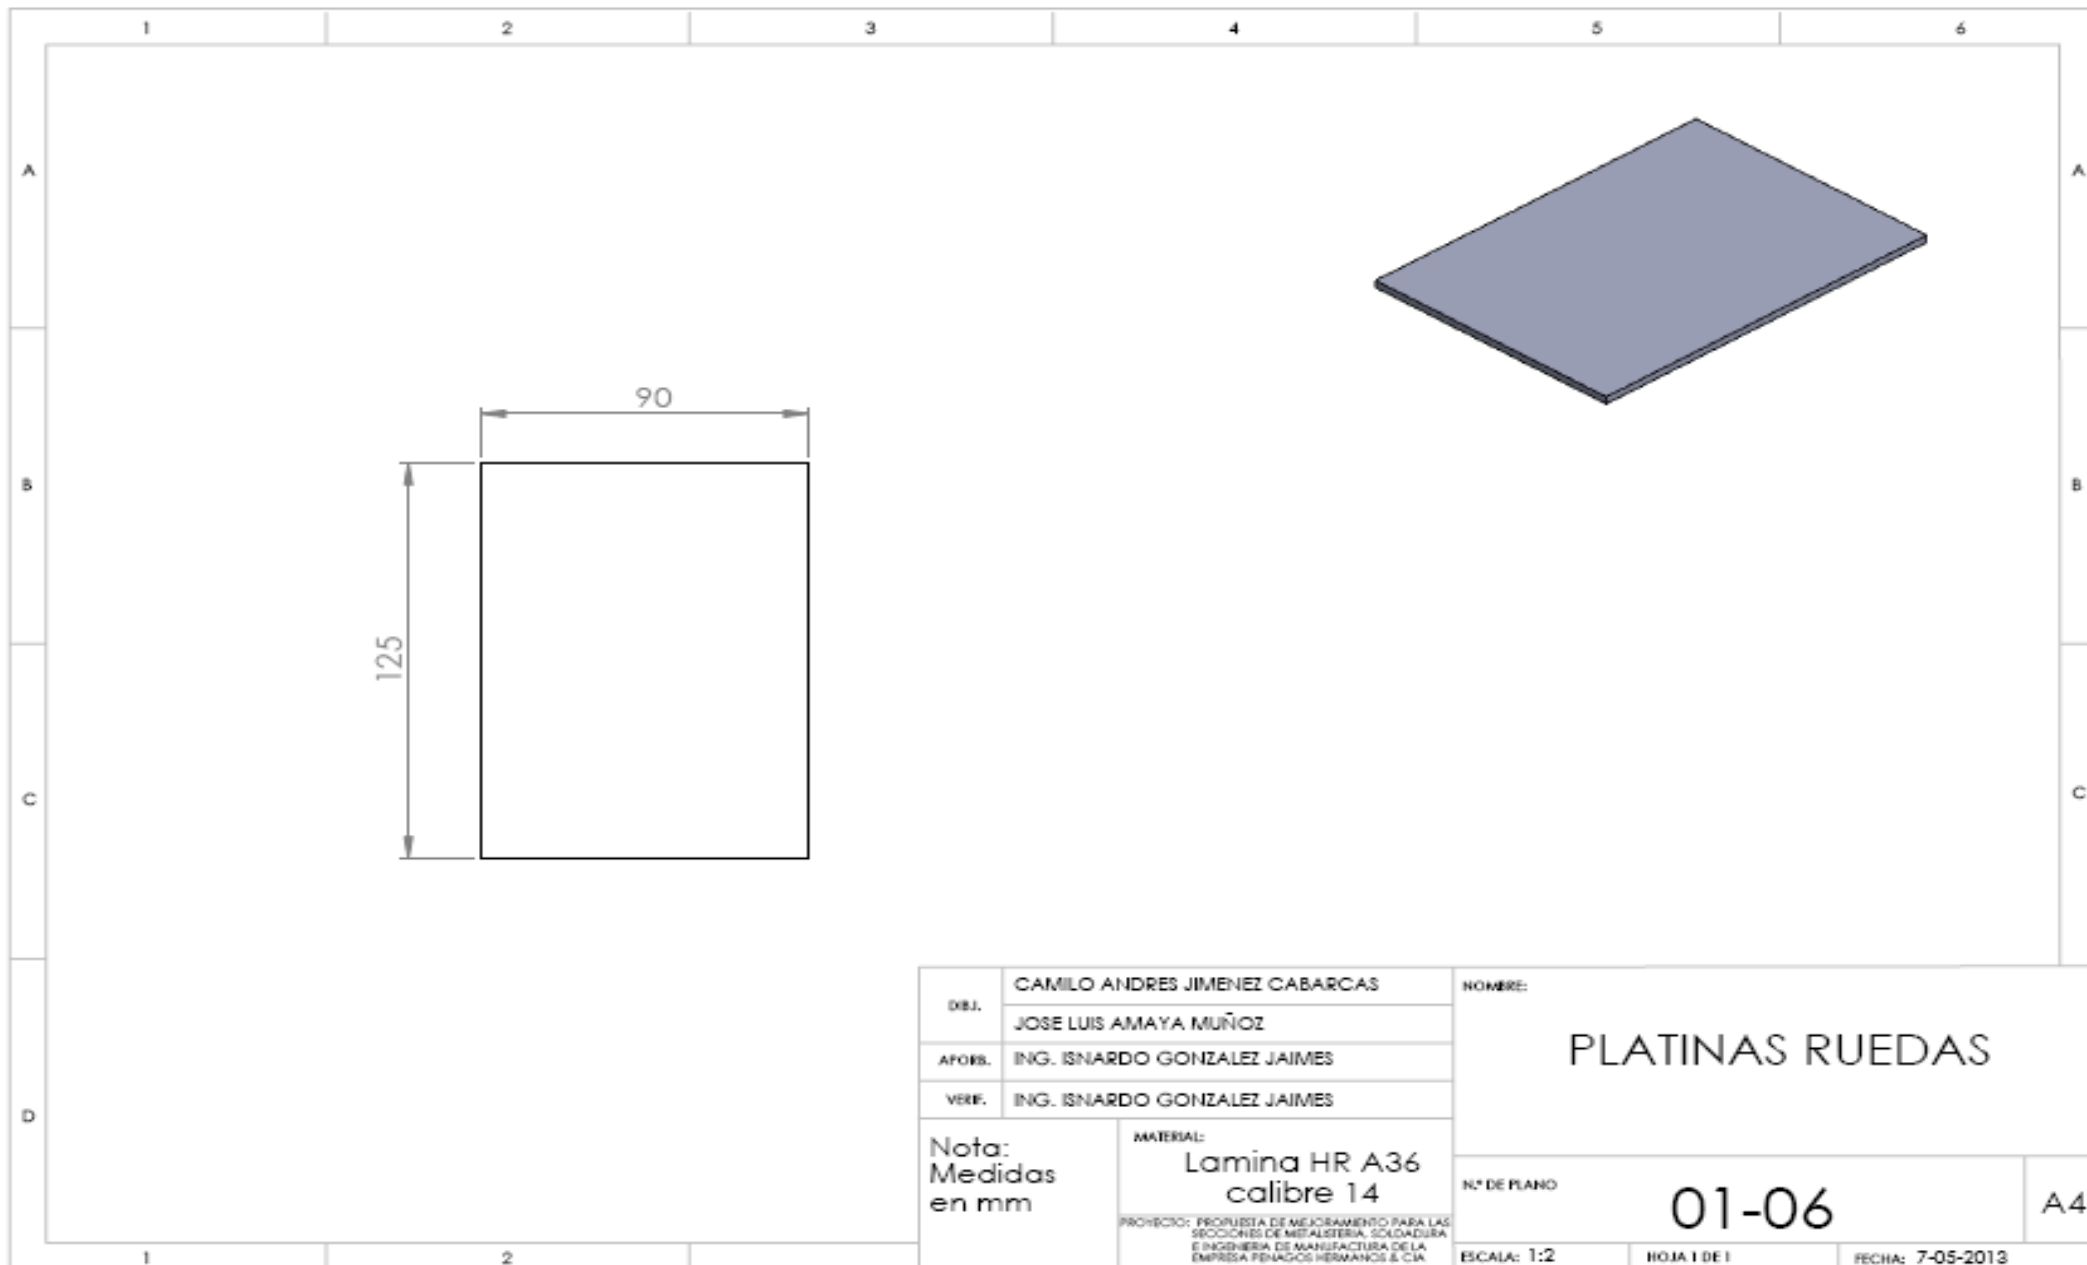 1 2 3 4 5 6
A A
90
B B
125
C C
D
DIBJ.
CAMILO ANDRES JIMENEZ CABARCAS
JOSE LUIS AMAYA MUÑOZ
APORB. ING. ISNARDO GONZALEZ JAIMES
VERIF. ING. ISNARDO GONZALEZ JAIMES
NOMBRE:
PLATINAS RUEDAS
Nota:
Medidas
en mm
MATERIAL:
Lamina HR A36
calibre 14
PROYECTO: PROPUESTA DE MEJORAMIENTO PARA LAS
SECCIONES DE METALISTERIA, SOLDADURA
E INGENIERIA DE MANUFACTURA DE LA
EMPRESA PENAGOS HERMANOS & CIA
N.º DE PLANO
01-06
A4
ESCALA: 1:2
HOJA 1 DE 1
FECHA: 7-05-2013
1 2